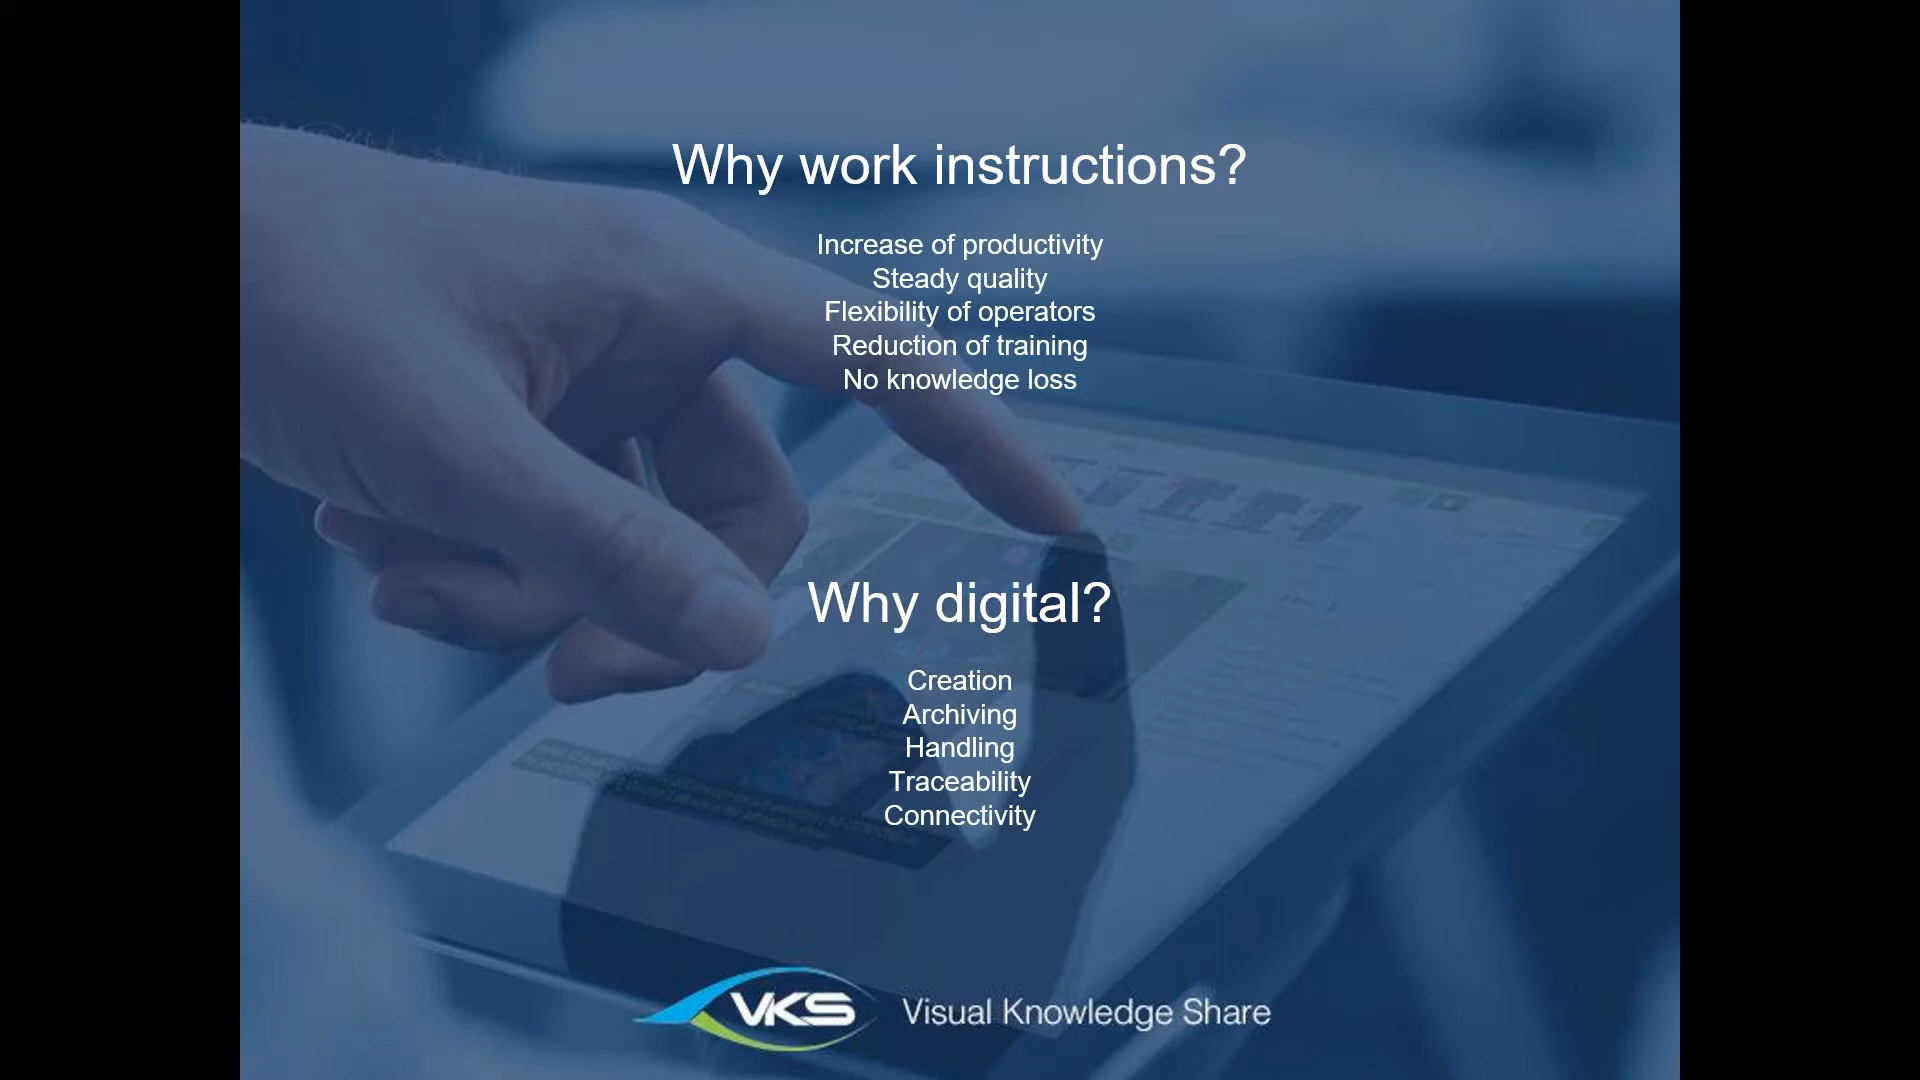 Why work instructions?
Increase of productivity
Steady quality
Flexibility of operators
Reduction of training
No knowledge loss
Why digital?
Creation
Archiving
Handling
Traceability
Connectivity
VKS Visual Knowledge Share